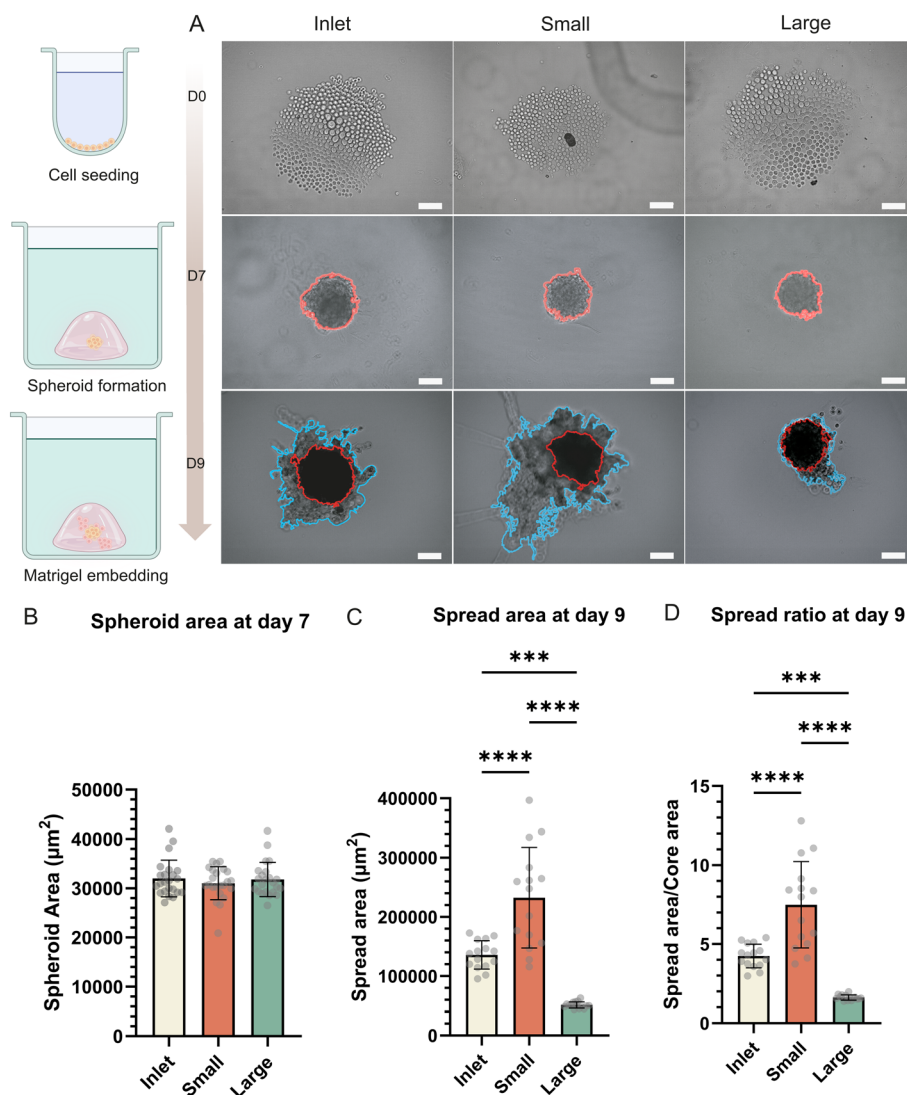 A
Inlet
Small
Large
D0
Cell seeding
D7
Spheroid formation
D9
Matrigel embedding
B
Spheroid area at day 7
Spheroid Area (µm²)
50000
40000
30000
20000
10000
0
Inlet
Small
Large
C
Spread area at day 9
***
****
****
Spread area (µm²)
400000
300000
200000
100000
0
Inlet
Small
Large
D
Spread ratio at day 9
***
****
****
Spread area/Core area
15
10
5
0
Inlet
Small
Large